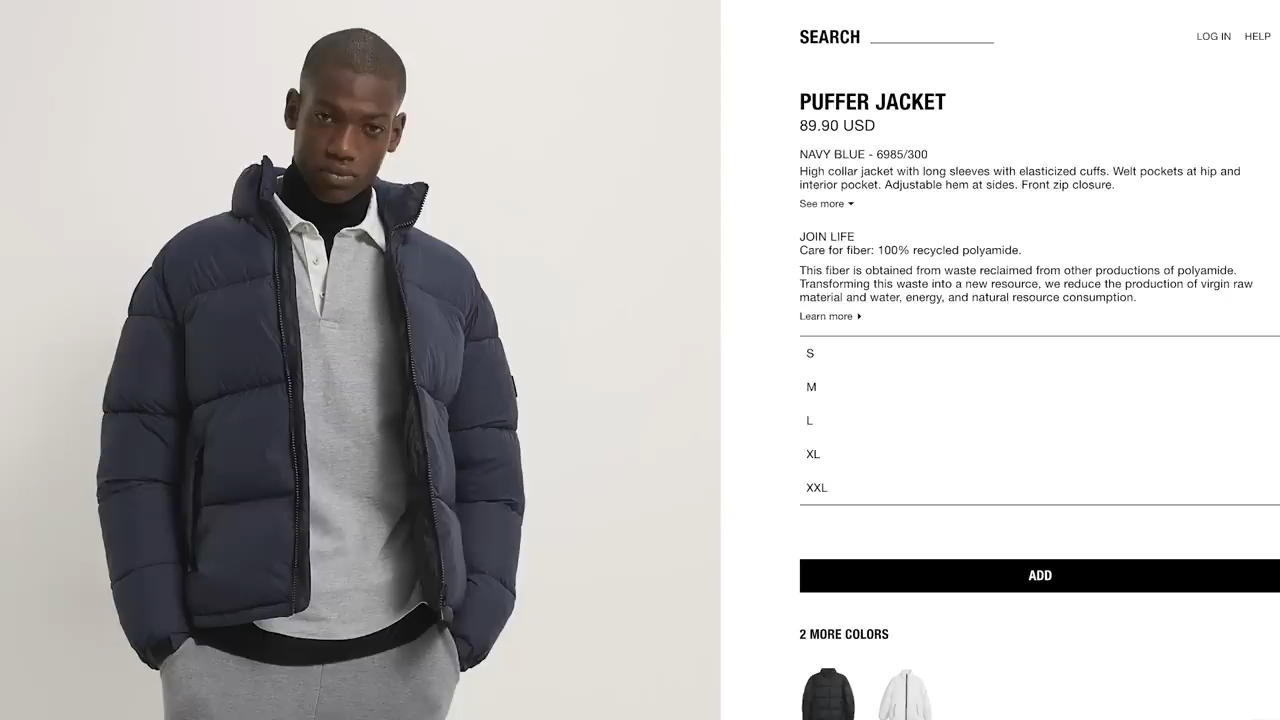 SEARCH
LOG IN HELP
PUFFER JACKET
89.90 USD
NAVY BLUE - 6985/300
High collar jacket with long sleeves with elasticized cuffs. Welt pockets at hip and
interior pocket. Adjustable hem at sides. Front zip closure.
See more
JOIN LIFE
Care for fiber: 100% recycled polyamide.
This fiber is obtained from waste reclaimed from other productions of polyamide.
Transforming this waste into a new resource, we reduce the production of virgin raw
material and water, energy, and natural resource consumption.
Learn more
S
M
L
XL
XXL
ADD
2 MORE COLORS